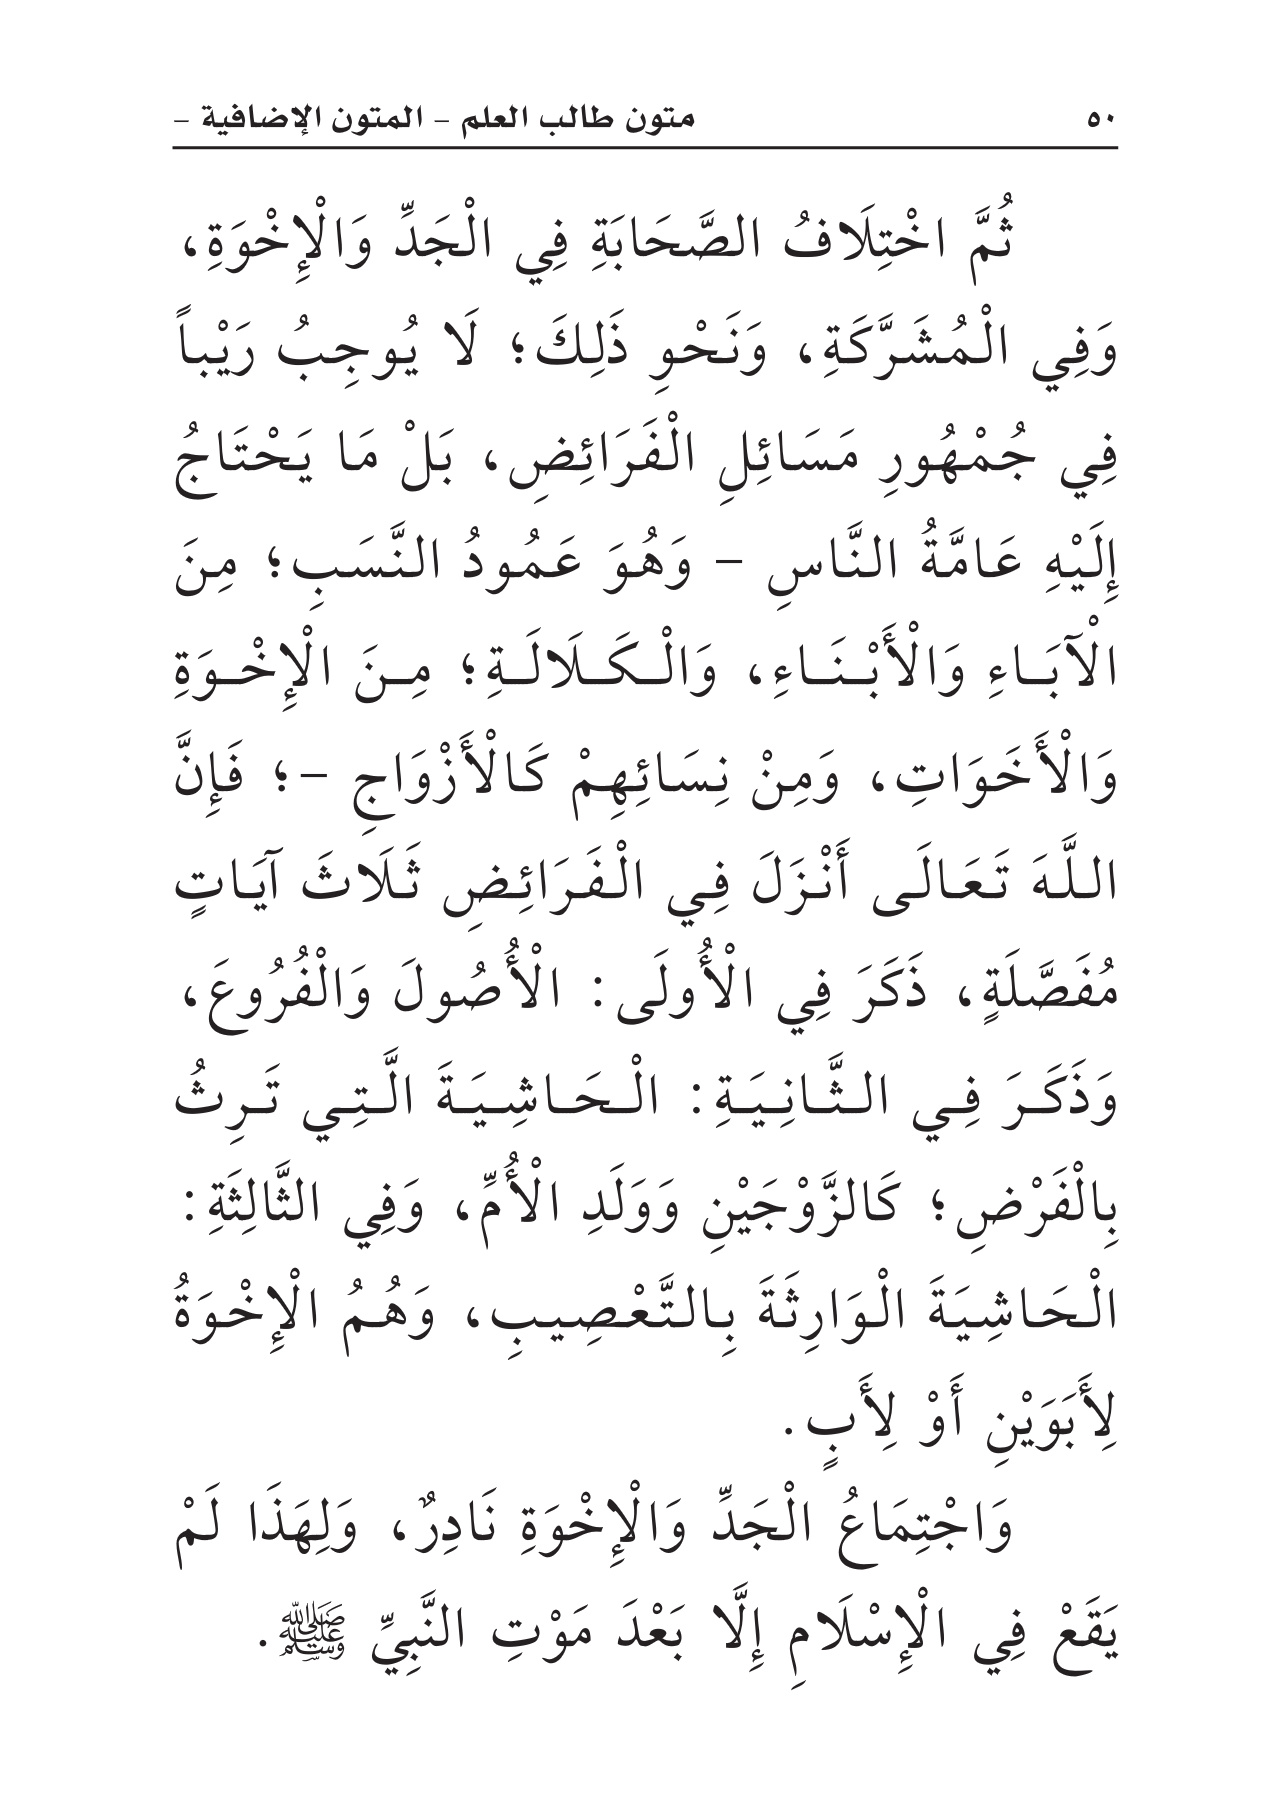 ٥٠ متون طالب العلم – المتون الإضافية –
ثُمَّ اخْتِلَافُ الصَّحَابَةِ فِي الْجَدِّ وَالْإِخْوَةِ،
وَفِي الْمُشَرَّكَةِ، وَنَحْوِ ذَلِكَ؛ لَا يُوجِبُ رَيْباً
فِي جُمْهُورِ مَسَائِلِ الْفَرَائِضِ، بَلْ مَا يَحْتَاجُ
إِلَيْهِ عَامَّةُ النَّاسِ – وَهُوَ عَمُودُ النَّسَبِ؛ مِنَ
الْآبَاءِ وَالْأَبْنَاءِ، وَالْكَلَالَةِ؛ مِنَ الْإِخْوَةِ
وَالْأَخَوَاتِ، وَمِنْ نِسَائِهِمْ كَالْأَزْوَاجِ –؛ فَإِنَّ
اللَّهَ تَعَالَى أَنْزَلَ فِي الْفَرَائِضِ ثَلَاثَ آيَاتٍ
مُفَصَّلَةٍ، ذَكَرَ فِي الْأُولَى: الْأُصُولَ وَالْفُرُوعَ،
وَذَكَرَ فِي الثَّانِيَةِ: الْحَاشِيَةَ الَّتِي تَرِثُ
بِالْفَرْضِ؛ كَالزَّوْجَيْنِ وَوَلَدِ الْأُمِّ، وَفِي الثَّالِثَةِ:
الْحَاشِيَةَ الْوَارِثَةَ بِالتَّعْصِيبِ، وَهُمُ الْإِخْوَةُ
لِأَبَوَيْنِ أَوْ لِأَبٍ.
وَاجْتِمَاعُ الْجَدِّ وَالْإِخْوَةِ نَادِرٌ، وَلِهَذَا لَمْ
يَقَعْ فِي الْإِسْلَامِ إِلَّا بَعْدَ مَوْتِ النَّبِيِّ ﷺ.